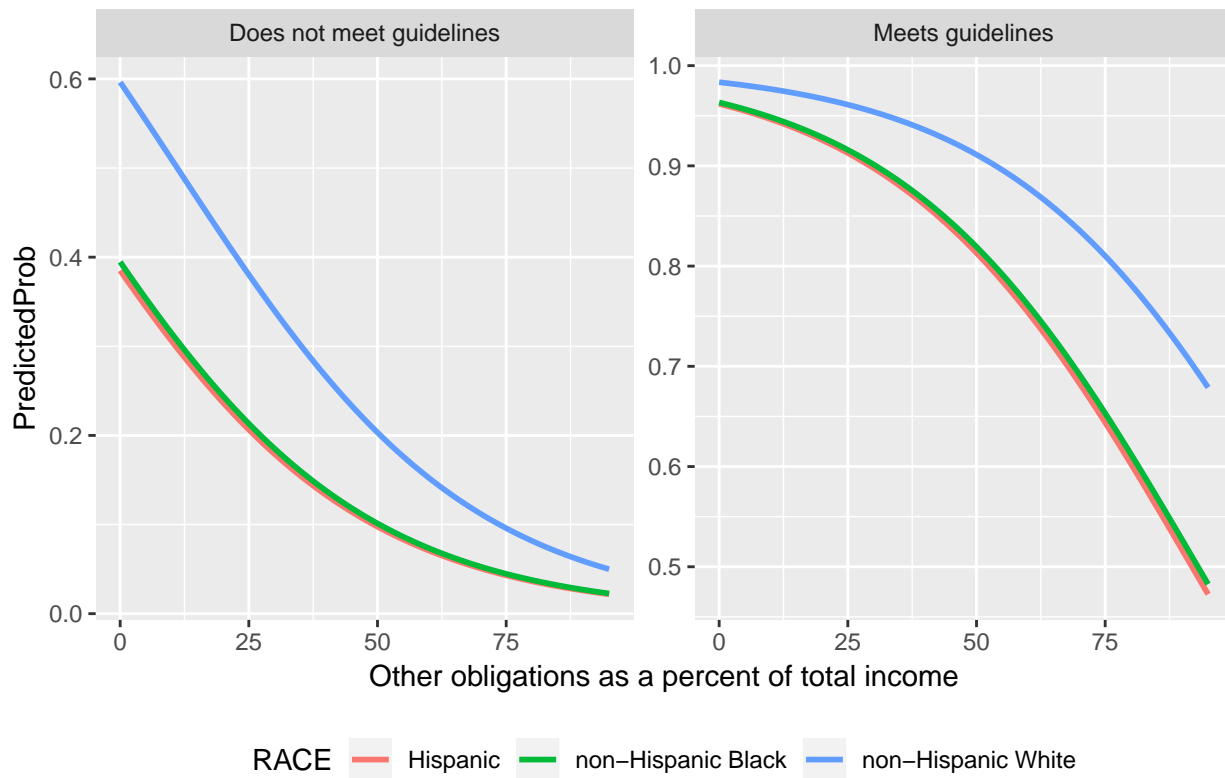 Does not meet guidelines
Meets guidelines
PredictedProb
0.6
0.4
0.2
0.0
1.0
0.9
0.8
0.7
0.6
0.5
0 25 50 75
0 25 50 75
Other obligations as a percent of total income
RACE Hispanic non−Hispanic Black non−Hispanic White